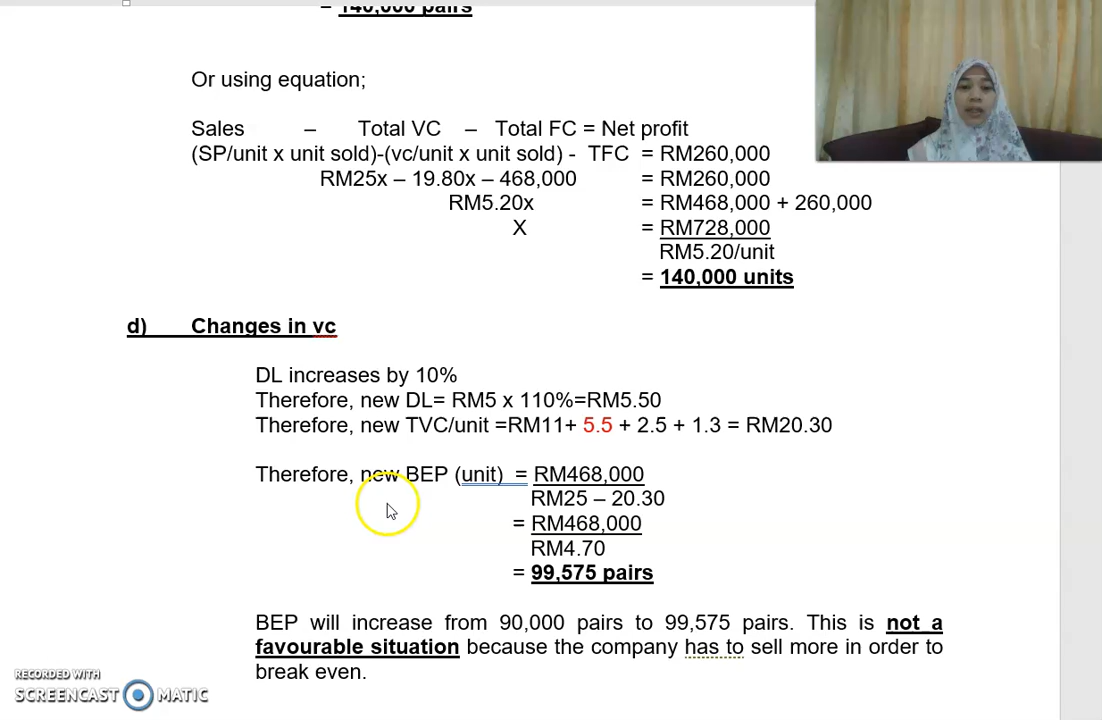 = 140,000 pairs
Or using equation;
Sales – Total VC – Total FC = Net profit
(SP/unit x unit sold)-(vc/unit x unit sold) - TFC = RM260,000
RM25x – 19.80x – 468,000 = RM260,000
RM5.20x = RM468,000 + 260,000
X = RM728,000
RM5.20/unit
= 140,000 units
d) Changes in vc
DL increases by 10%
Therefore, new DL= RM5 x 110%=RM5.50
Therefore, new TVC/unit =RM11+ 5.5 + 2.5 + 1.3 = RM20.30
Therefore, new BEP (unit) = RM468,000
RM25 – 20.30
= RM468,000
RM4.70
= 99,575 pairs
BEP will increase from 90,000 pairs to 99,575 pairs. This is not a
favourable situation because the company has to sell more in order to
break even.
RECORDED WITH
SCREENCAST MATIC